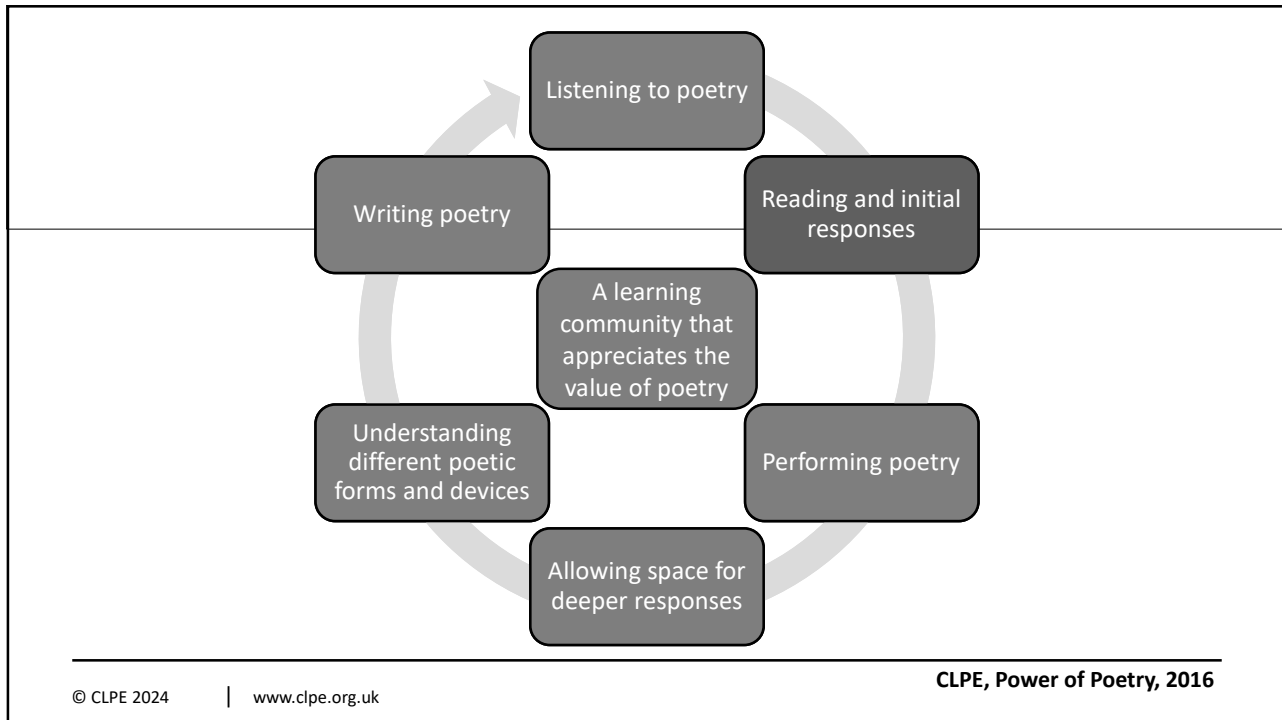 Listening to poetry
Reading and initial
responses
Performing poetry
Allowing space for
deeper responses
Understanding
different poetic
forms and devices
Writing poetry
A learning
community that
appreciates the
value of poetry
CLPE, Power of Poetry, 2016
© CLPE 2024 | www.clpe.org.uk